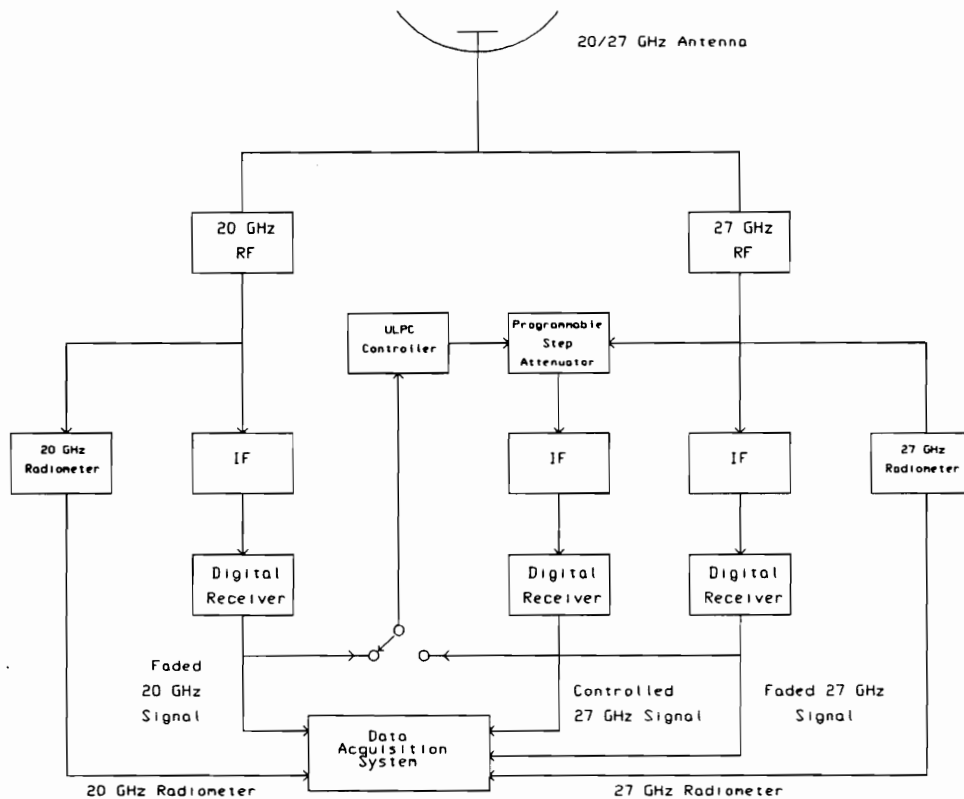 20/27 GHz Antenna
20 GHz
RF
27 GHz
RF
ULPC
Controller
Programmable
Step
Attenuator
20 GHz
Radiometer
IF
IF
IF
27 GHz
Radiometer
Digital
Receiver
Digital
Receiver
Digital
Receiver
Faded
20 GHz
Signal
Controlled
27 GHz Signal
Faded 27 GHz
Signal
Data
Acquisition
System
20 GHz Radiometer
27 GHz Radiometer